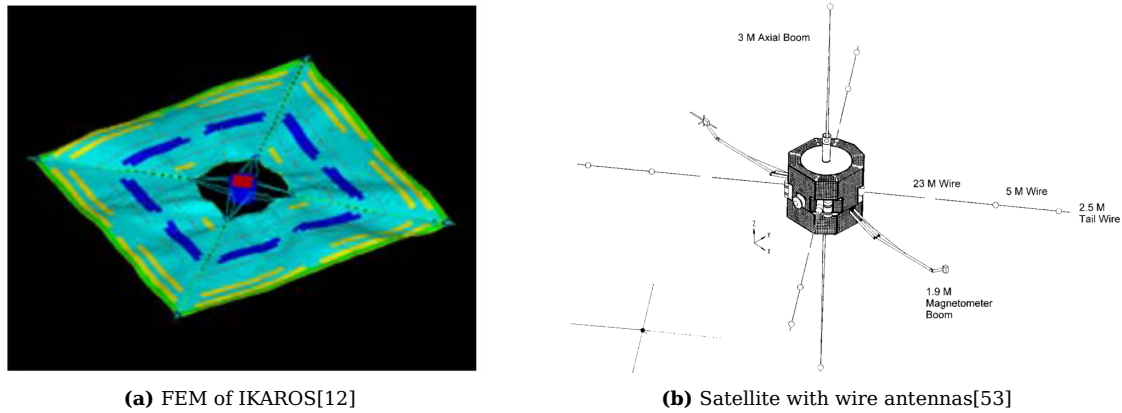 3 M Axial Boom
23 M Wire
5 M Wire
2.5 M
Tail Wire
Z
Y
X
1.9 M
Magnetometer
Boom
(a) FEM of IKAROS[12]
(b) Satellite with wire antennas[53]